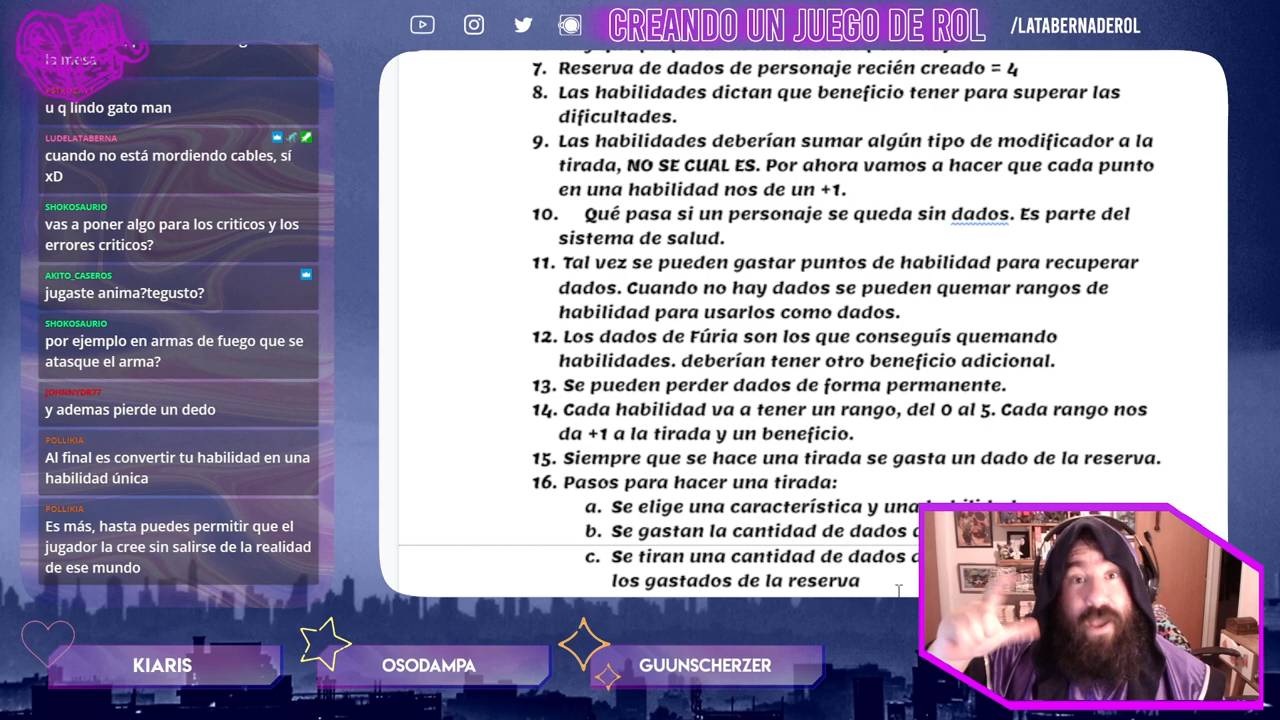 CREANDO UN JUEGO DE ROL
/LATABERNADEROL
la mesa
u q lindo gato man
LUDELATABERNA
cuando no está mordiendo cables, sí
xD
SHOKOSAURIO
vas a poner algo para los criticos y los
errores criticos?
AKITO_CASEROS
jugaste anima?tegusto?
SHOKOSAURIO
por ejemplo en armas de fuego que se
atasque el arma?
JOHNNYDR77
y ademas pierde un dedo
POLLIKIA
Al final es convertir tu habilidad en una
habilidad única
POLLIKIA
Es más, hasta puedes permitir que el
jugador la cree sin salirse de la realidad
de ese mundo
7. Reserva de dados de personaje recién creado = 4
8. Las habilidades dictan que beneficio tener para superar las
dificultades.
9. Las habilidades deberían sumar algún tipo de modificador a la
tirada, NO SE CUAL ES. Por ahora vamos a hacer que cada punto
en una habilidad nos de un +1.
10. Qué pasa si un personaje se queda sin dados. Es parte del
sistema de salud.
11. Tal vez se pueden gastar puntos de habilidad para recuperar
dados. Cuando no hay dados se pueden quemar rangos de
habilidad para usarlos como dados.
12. Los dados de Fúria son los que conseguís quemando
habilidades. deberían tener otro beneficio adicional.
13. Se pueden perder dados de forma permanente.
14. Cada habilidad va a tener un rango, del 0 al 5. Cada rango nos
da +1 a la tirada y un beneficio.
15. Siempre que se hace una tirada se gasta un dado de la reserva.
16. Pasos para hacer una tirada:
a. Se elige una característica y una
b. Se gastan la cantidad de dados
c. Se tiran una cantidad de dados
los gastados de la reserva
KIARIS
OSODAMPA
GUUNSCHERZER